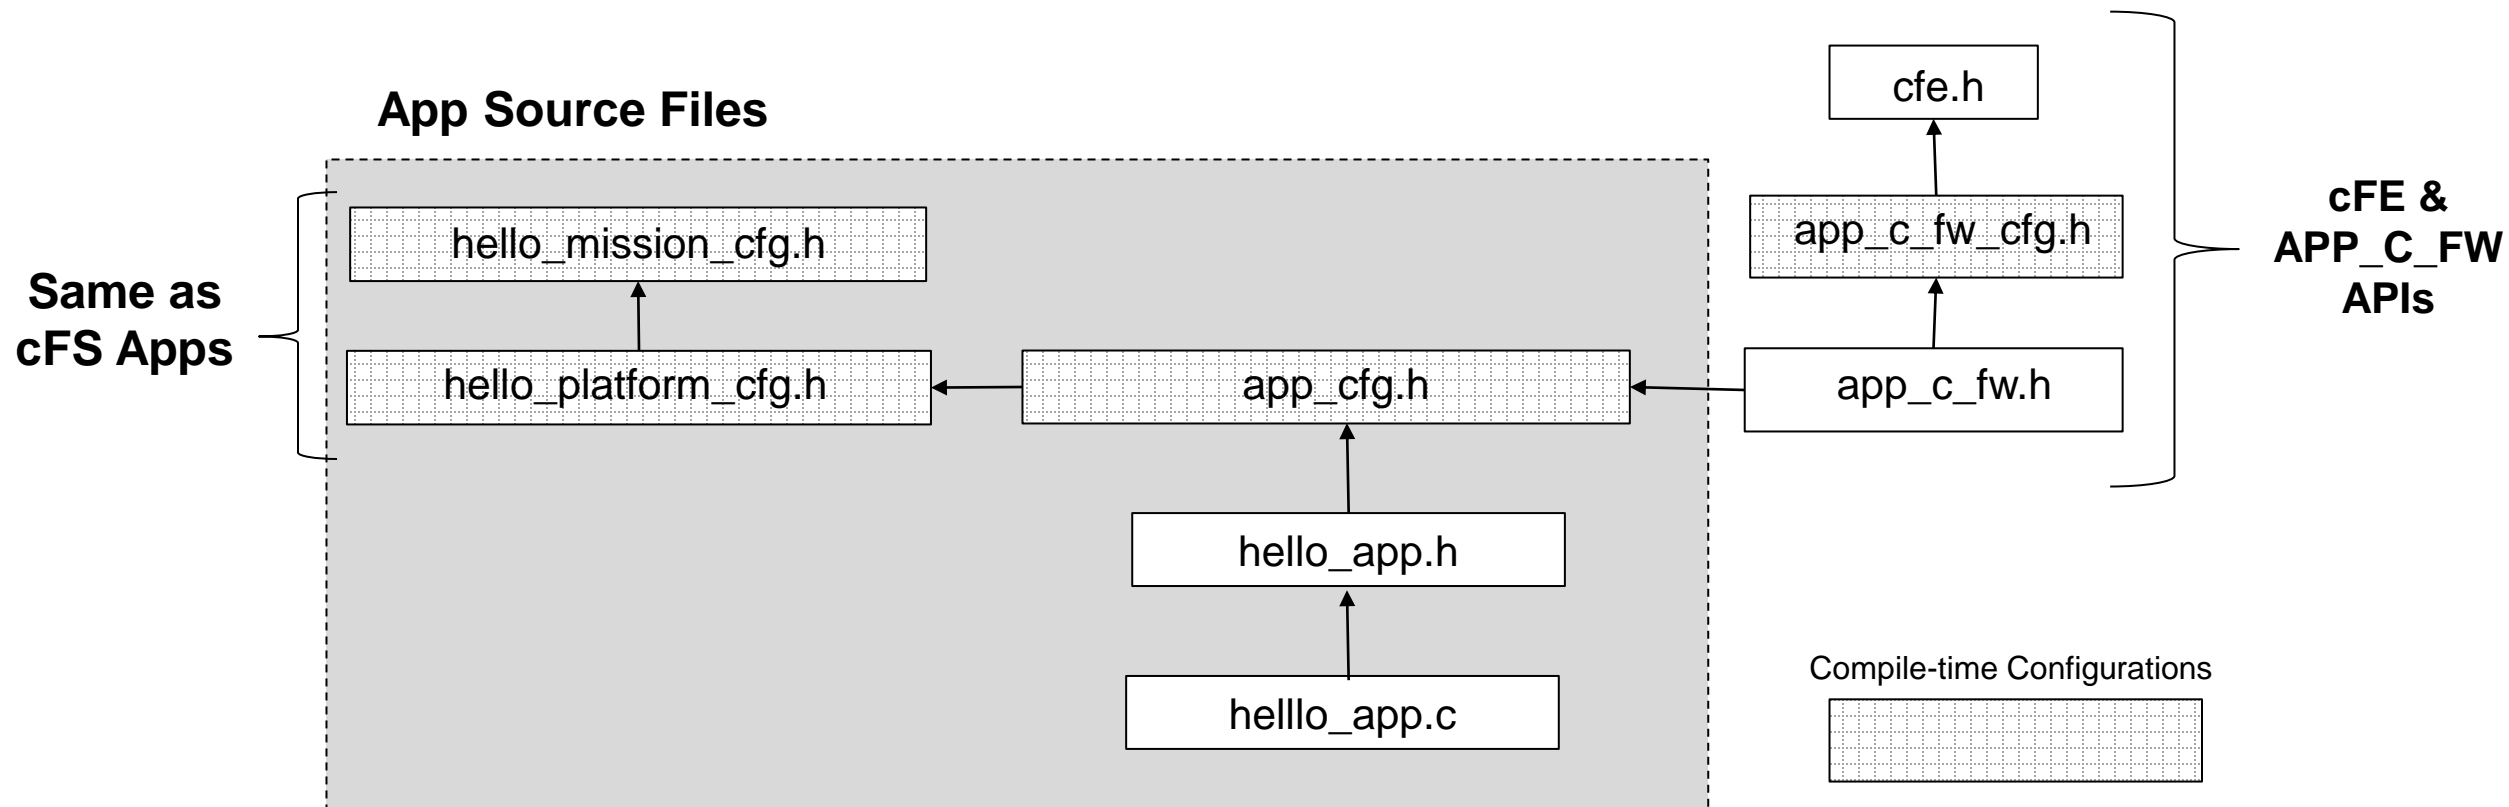 App Source Files
cfe.h
hello_mission_cfg.h
app_c_fw_cfg.h
cFE &
APP_C_FW
APIs
Same as
cFS Apps
hello_platform_cfg.h
app_cfg.h
app_c_fw.h
hello_app.h
helllo_app.c
Compile-time Configurations